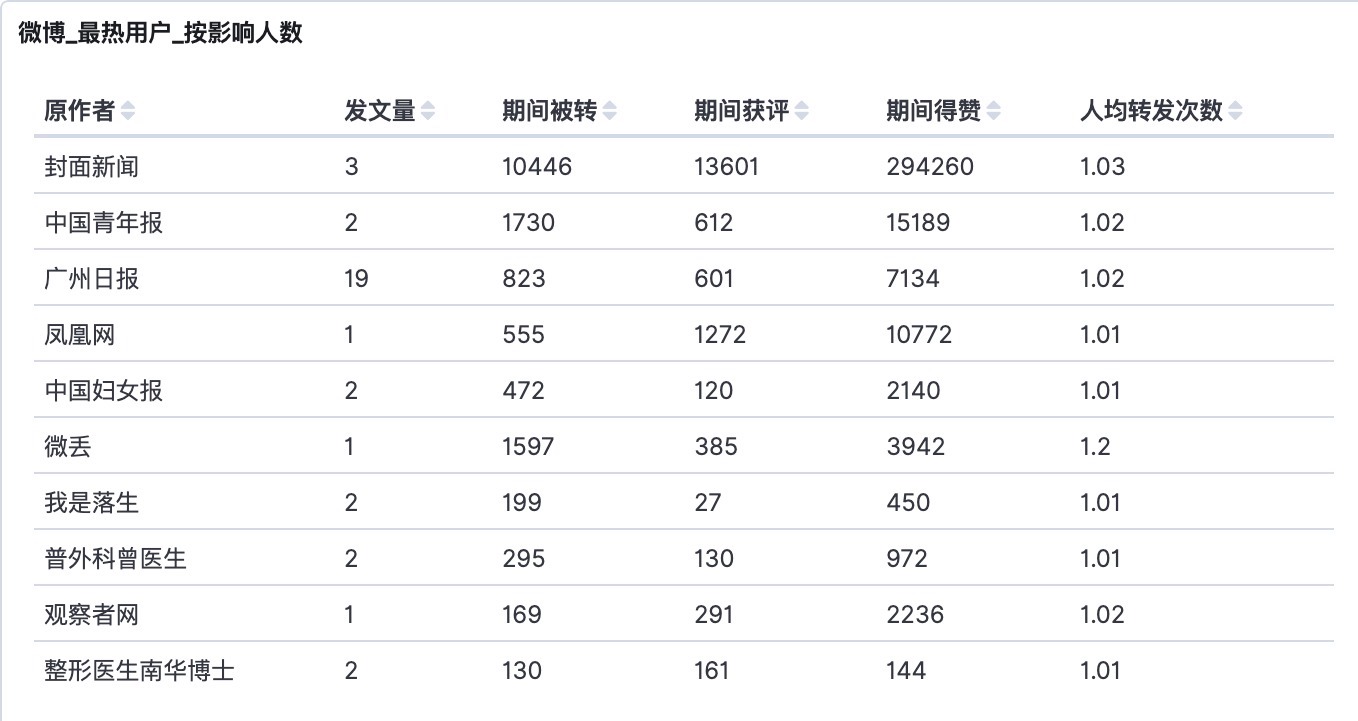 微博_最热用户_按影响人数
原作者 发文量 期间被转 期间获评 期间得赞 人均转发次数
封面新闻 3 10446 13601 294260 1.03
中国青年报 2 1730 612 15189 1.02
广州日报 19 823 601 7134 1.02
凤凰网 1 555 1272 10772 1.01
中国妇女报 2 472 120 2140 1.01
微丢 1 1597 385 3942 1.2
我是落生 2 199 27 450 1.01
普外科曾医生 2 295 130 972 1.01
观察者网 1 169 291 2236 1.02
整形医生南华博士 2 130 161 144 1.01